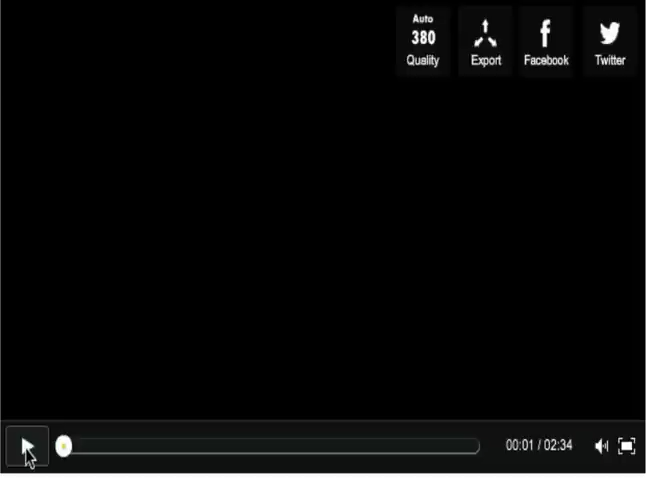 Auto
380
Quality
Export
Facebook
Twitter
00:01 / 02:34